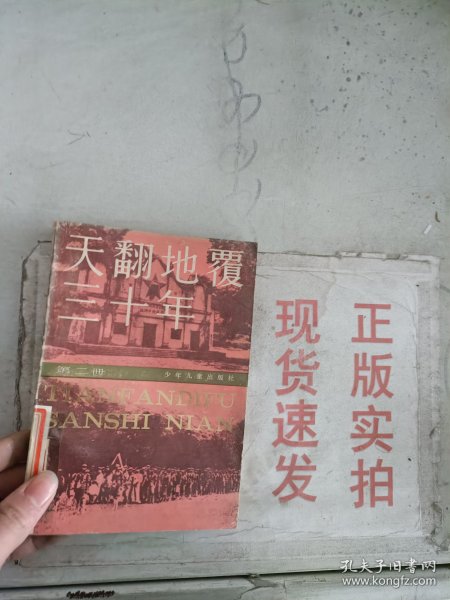 天翻地覆
三十年
第二册
少年儿童出版社
TIANFANDIFU
SANSHI NIAN
正版实拍
现货速发
孔夫子旧书网
www.kongfz.com